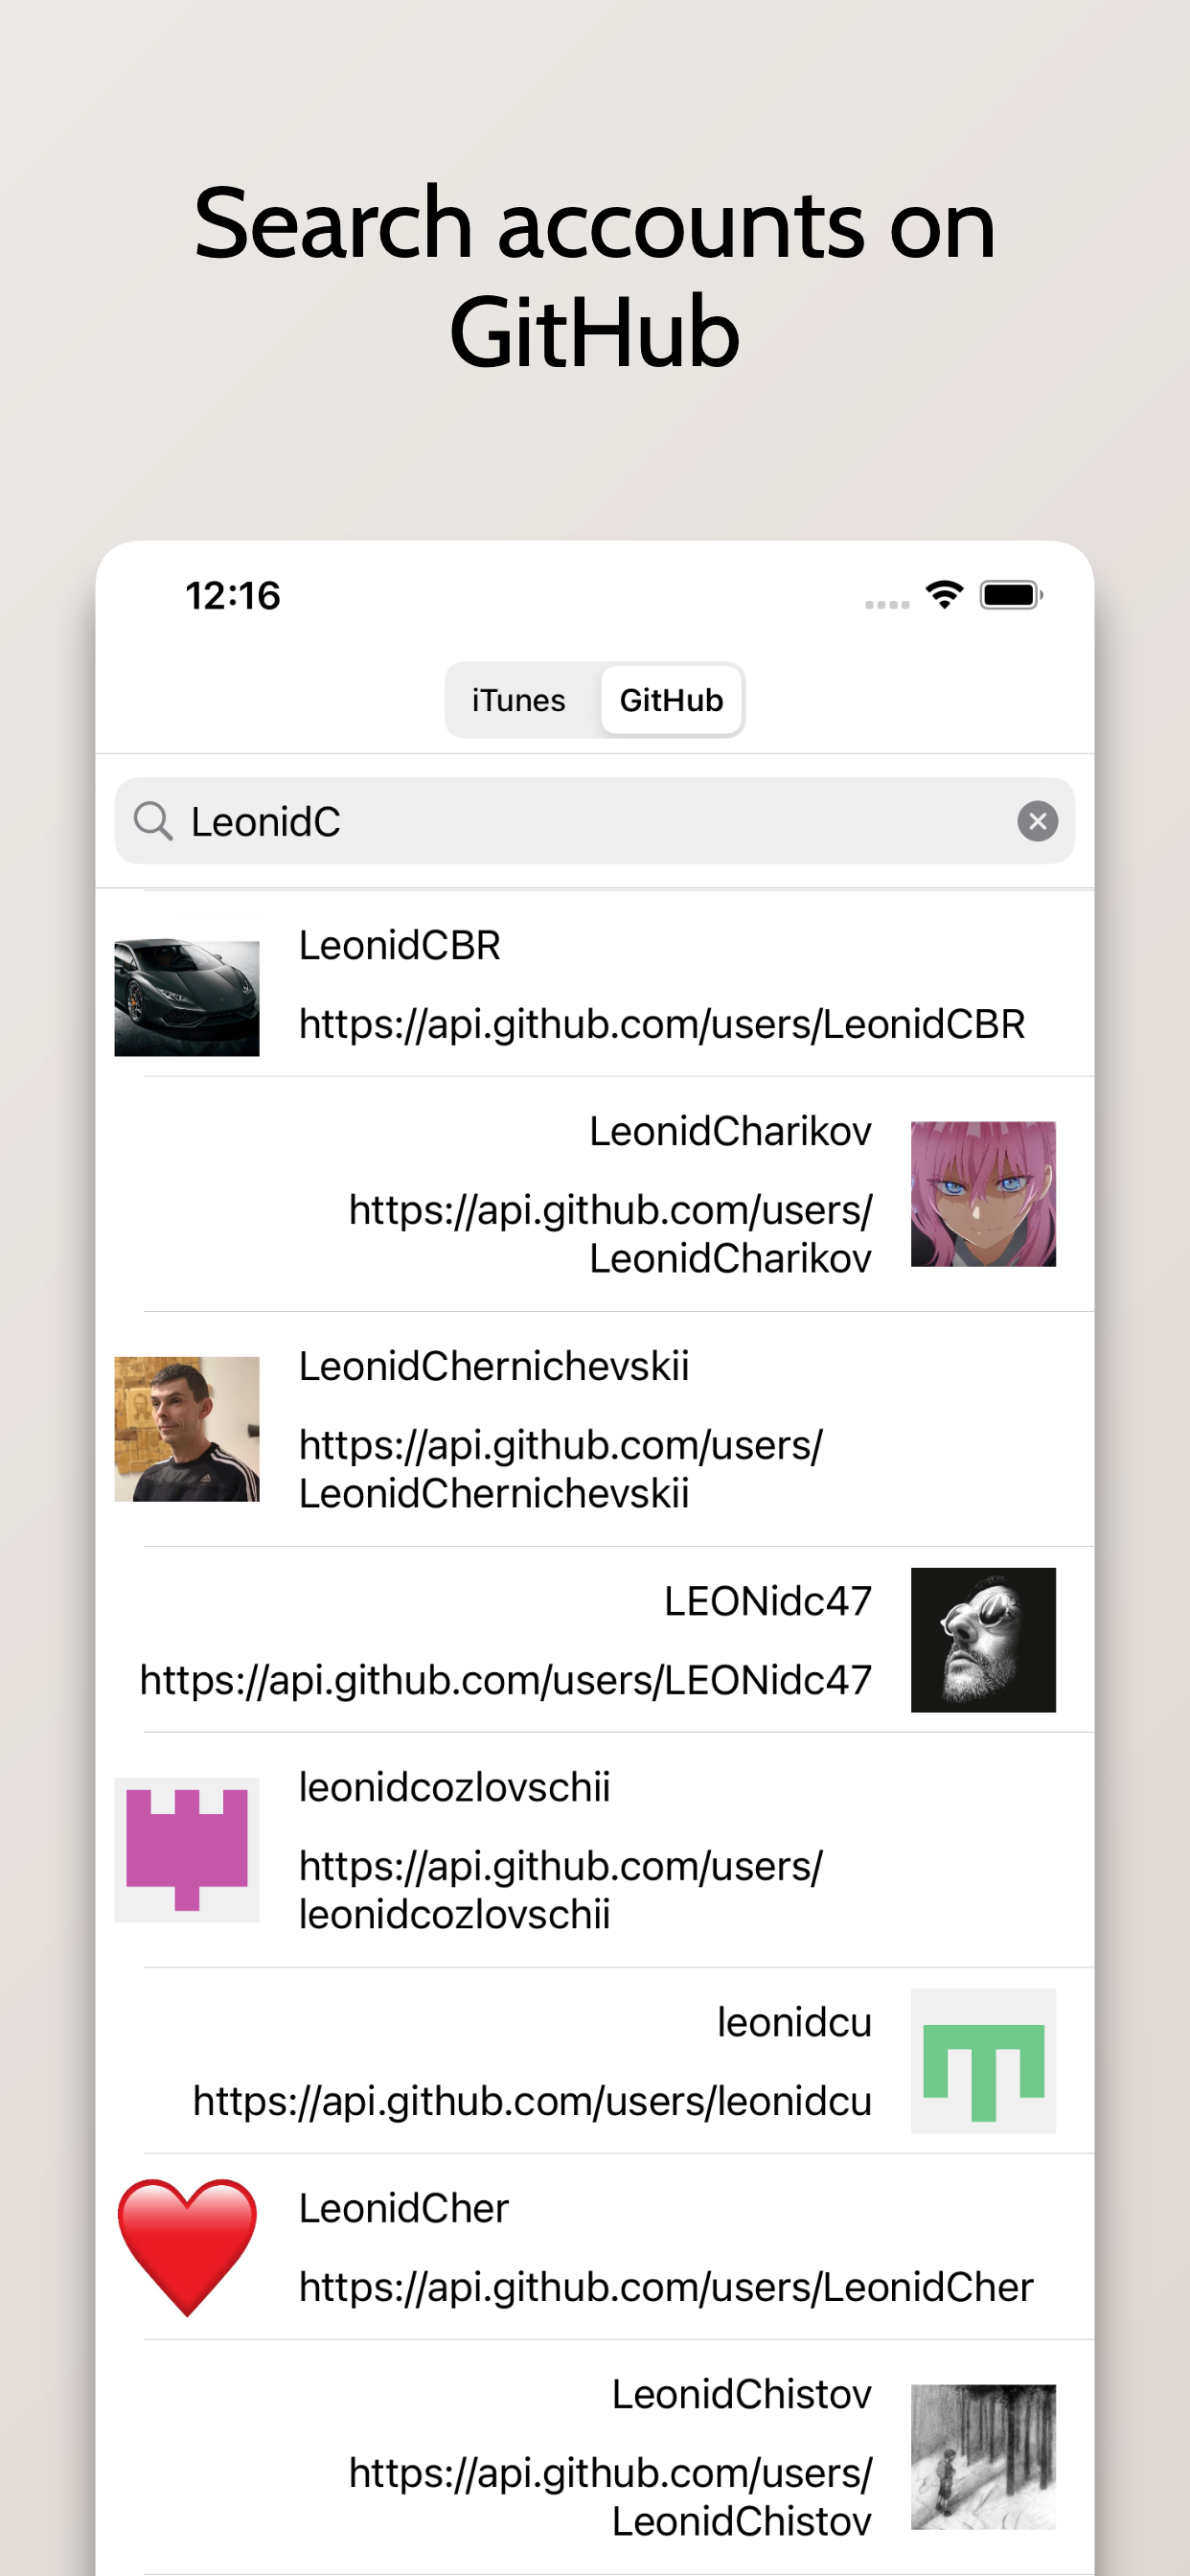 Search accounts on
GitHub
12:16
iTunes GitHub
LeonidC
LeonidCBR
https://api.github.com/users/LeonidCBR
LeonidCharikov
https://api.github.com/users/
LeonidCharikov
LeonidChernichevskii
https://api.github.com/users/
LeonidChernichevskii
LEONidc47
https://api.github.com/users/LEONidc47
leonidcozlovschii
https://api.github.com/users/
leonidcozlovschii
leonidcu
https://api.github.com/users/leonidcu
LeonidCher
https://api.github.com/users/LeonidCher
LeonidChistov
https://api.github.com/users/
LeonidChistov